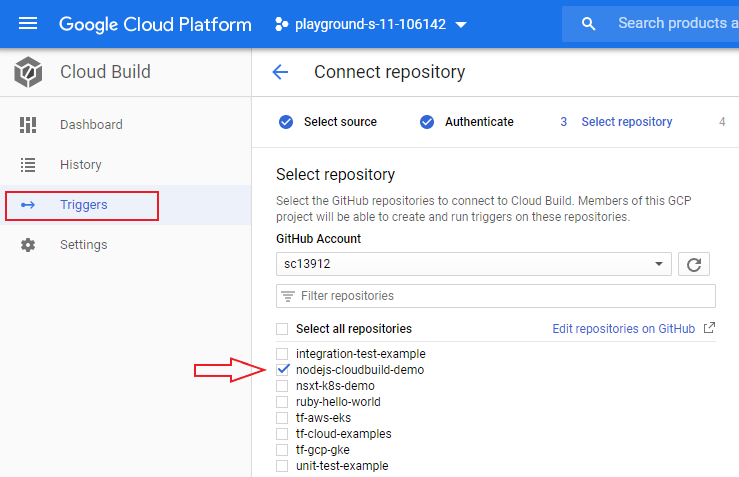 Google Cloud Platform
playground-s-11-106142
Search products a
Cloud Build
Connect repository
Dashboard
History
Triggers
Settings
Select source
Authenticate
3 Select repository
4
Select repository
Select the GitHub repositories to connect to Cloud Build. Members of this GCP
project will be able to create and run triggers on these repositories.
GitHub Account
sc13912
Filter repositories
Select all repositories
Edit repositories on GitHub
integration-test-example
nodejs-cloudbuild-demo
nsxt-k8s-demo
ruby-hello-world
tf-aws-eks
tf-cloud-examples
tf-gcp-gke
unit-test-example